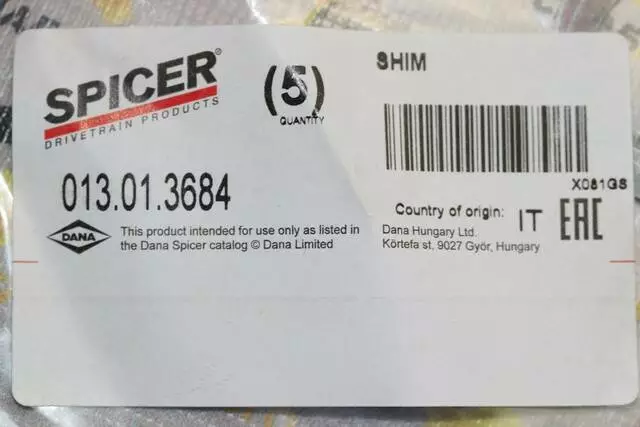 SPICER®
DRIVETRAIN PRODUCTS
(5)
QUANTITY
SHIM
X081GS
013.01.3684
Country of origin: IT
EAC
DANA
This product intended for use only as listed in
the Dana Spicer catalog © Dana Limited
Dana Hungary Ltd.
Körtefa st, 9027 Győr, Hungary